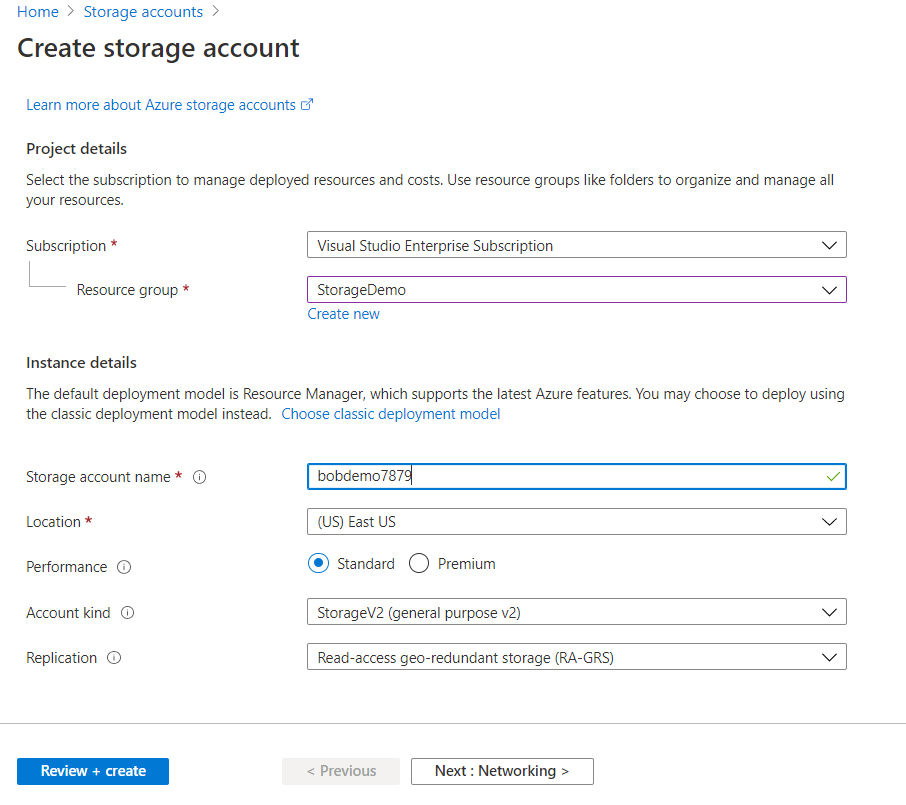 Home > Storage accounts >
Create storage account
Learn more about Azure storage accounts
Project details
Select the subscription to manage deployed resources and costs. Use resource groups like folders to organize and manage all
your resources.
Subscription * Visual Studio Enterprise Subscription
Resource group * StorageDemo
Create new
Instance details
The default deployment model is Resource Manager, which supports the latest Azure features. You may choose to deploy using
the classic deployment model instead. Choose classic deployment model
Storage account name * bobdemo7879
Location * (US) East US
Performance Standard Premium
Account kind StorageV2 (general purpose v2)
Replication Read-access geo-redundant storage (RA-GRS)
Review + create < Previous Next : Networking >